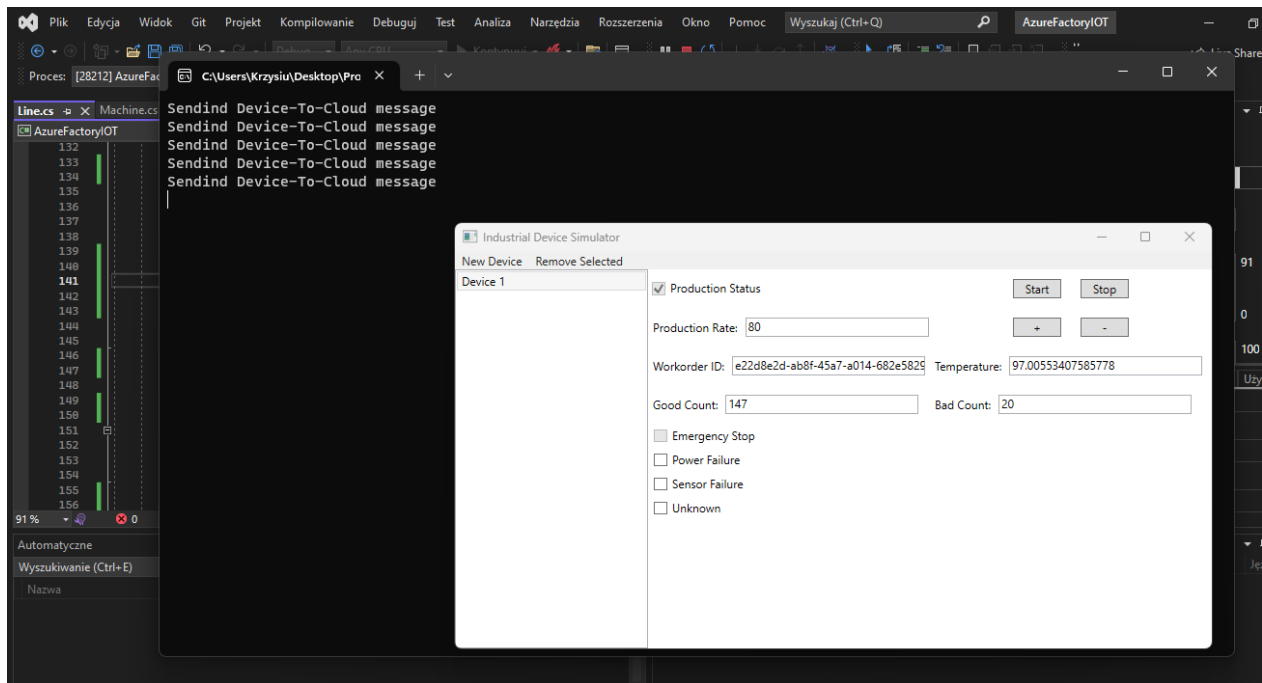 Plik Edycja Widok Git Projekt Kompilowanie Debuguj Test Analiza Narzędzia Rozszerzenia Okno Pomoc Wyszukaj (Ctrl+Q) AzureFactoryIOT
Debug Any CPU Kontynuuj Live Share
Proces: [28212] AzureFac
C:\Users\Krzysiu\Desktop\Pro
Line.cs Machine.cs
AzureFactoryIOT
Sendind Device-To-Cloud message
Sendind Device-To-Cloud message
Sendind Device-To-Cloud message
Sendind Device-To-Cloud message
Sendind Device-To-Cloud message
132
133
134
135
136
137
138
139
140
141
142
143
144
145
146
147
148
149
150
151
152
153
154
155
156
91 % 0
Automatyczne
Wyszukiwanie (Ctrl+E)
Nazwa
Industrial Device Simulator
New Device Remove Selected
Device 1
Production Status Start Stop
Production Rate: 80 + -
Workorder ID: e22d8e2d-ab8f-45a7-a014-682e5829 Temperature: 97.00553407585778
Good Count: 147 Bad Count: 20
Emergency Stop
Power Failure
Sensor Failure
Unknown
91
0
100